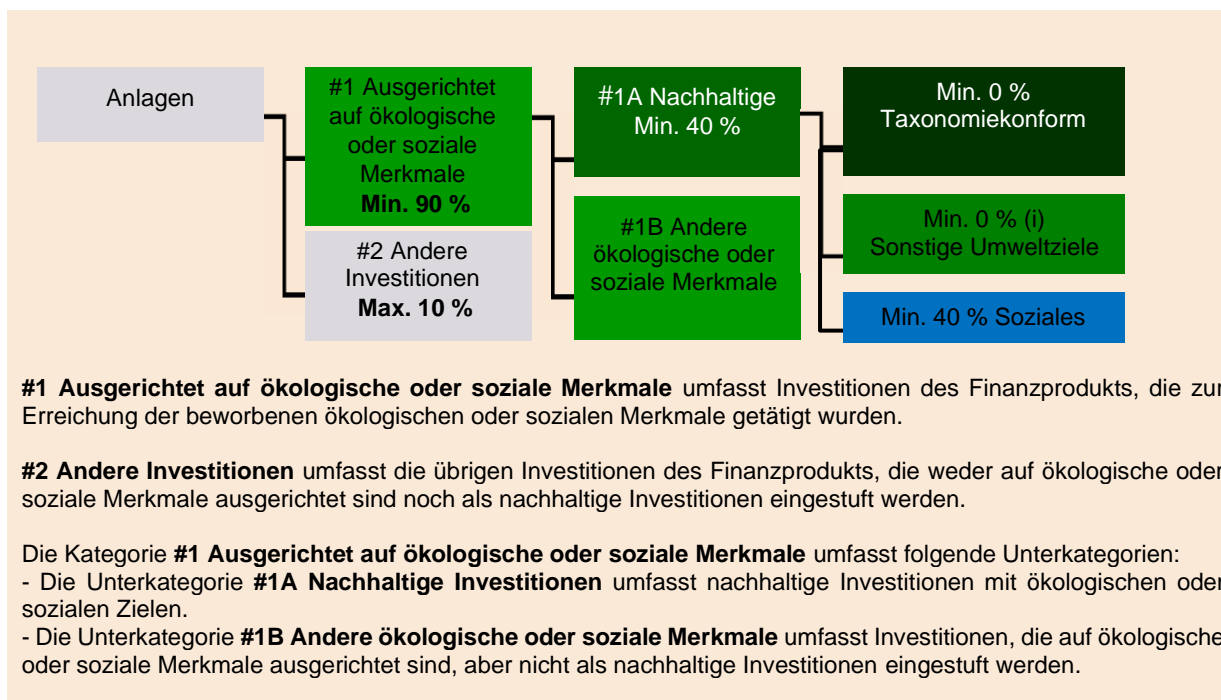 Anlagen
#1 Ausgerichtet
auf ökologische
oder soziale
Merkmale
Min. 90 %
#2 Andere
Investitionen
Max. 10 %
#1A Nachhaltige
Min. 40 %
#1B Andere
ökologische oder
soziale Merkmale
Min. 0 %
Taxonomiekonform
Min. 0 % (i)
Sonstige Umweltziele
Min. 40 % Soziales
#1 Ausgerichtet auf ökologische oder soziale Merkmale umfasst Investitionen des Finanzprodukts, die zur
Erreichung der beworbenen ökologischen oder sozialen Merkmale getätigt wurden.
#2 Andere Investitionen umfasst die übrigen Investitionen des Finanzprodukts, die weder auf ökologische oder
soziale Merkmale ausgerichtet sind noch als nachhaltige Investitionen eingestuft werden.
Die Kategorie #1 Ausgerichtet auf ökologische oder soziale Merkmale umfasst folgende Unterkategorien:
- Die Unterkategorie #1A Nachhaltige Investitionen umfasst nachhaltige Investitionen mit ökologischen oder
sozialen Zielen.
- Die Unterkategorie #1B Andere ökologische oder soziale Merkmale umfasst Investitionen, die auf ökologische
oder soziale Merkmale ausgerichtet sind, aber nicht als nachhaltige Investitionen eingestuft werden.